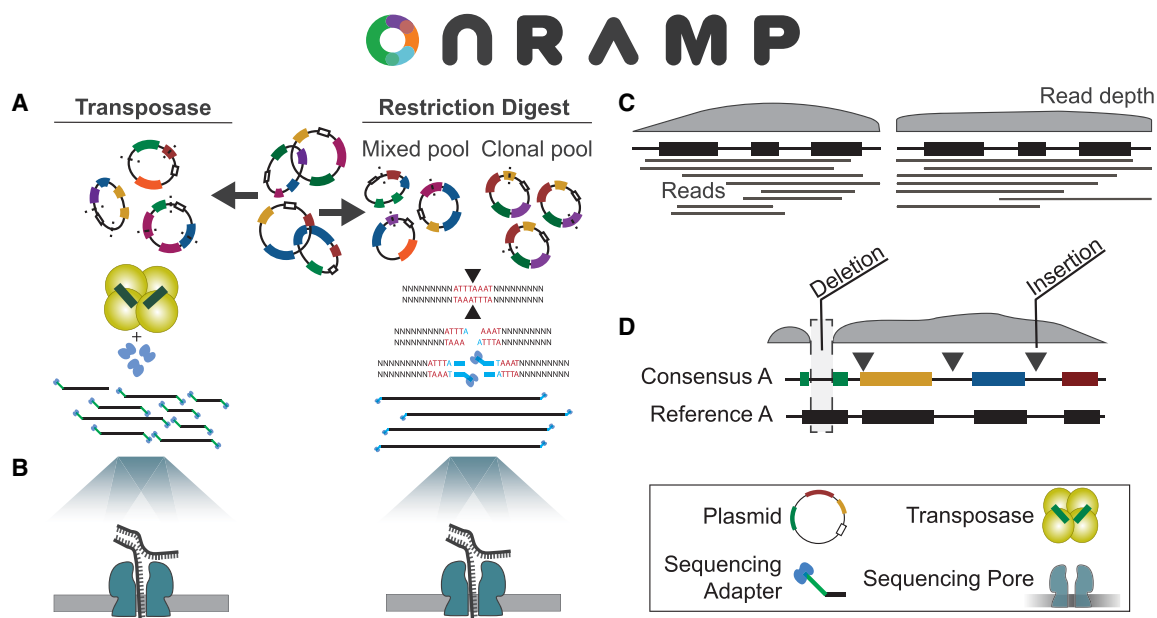 ONRAMP
A
Transposase
Restriction Digest
Mixed pool
Clonal pool
NNNNNNNNNATTTAAATNNNNNNNNN
NNNNNNNNNTAAATTTANNNNNNNNN
NNNNNNNNNATTTA AAATNNNNNNNNN
NNNNNNNNNTAAA ATTTANNNNNNNNN
+
NNNNNNNNNATTTA TAAATNNNNNNNNN
NNNNNNNNNTAAAT ATTTANNNNNNNNN
B
C
Read depth
Reads
D
Deletion
Insertion
Consensus A
Reference A
Plasmid
Transposase
Sequencing
Adapter
Sequencing Pore